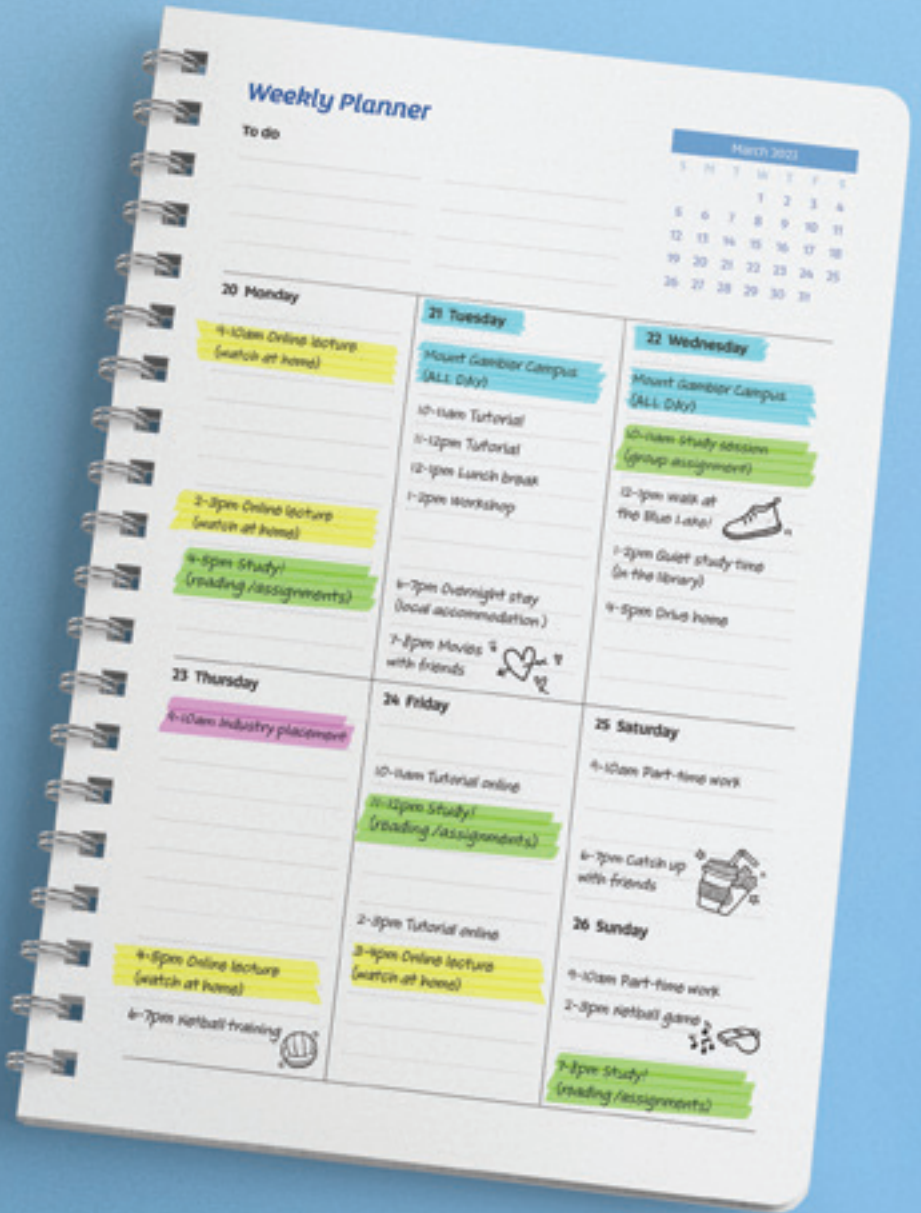 Weekly Planner
To do
March 2023
S M T W T F S
1 2 3 4
5 6 7 8 9 10 11
12 13 14 15 16 17 18
19 20 21 22 23 24 25
26 27 28 29 30 31
20 Monday
9-10am Online lecture
(watch at home)
2-3pm Online lecture
(watch at home)
4-5pm Study!
(reading/assignments)
21 Tuesday
Mount Gambier Campus
(ALL DAY)
10-11am Tutorial
11-12pm Tutorial
12-1pm Lunch break
1-2pm Workshop
6-7pm Overnight stay
(local accommodation)
7-8pm Movies
with friends
22 Wednesday
Mount Gambier Campus
(ALL DAY)
10-11am Study session
(group assignment)
12-1pm Walk at
the Blue Lake!
1-2pm Quiet study time
(in the library)
4-5pm Drive home
23 Thursday
9-10am Industry placement
4-5pm Online lecture
(watch at home)
6-7pm Netball training
24 Friday
10-11am Tutorial online
11-12pm Study!
(reading/assignments)
2-3pm Tutorial online
3-4pm Online lecture
(watch at home)
25 Saturday
9-10am Part-time work
6-7pm Catch up
with friends
26 Sunday
9-10am Part-time work
2-3pm Netball game
7-8pm Study!
(reading/assignments)